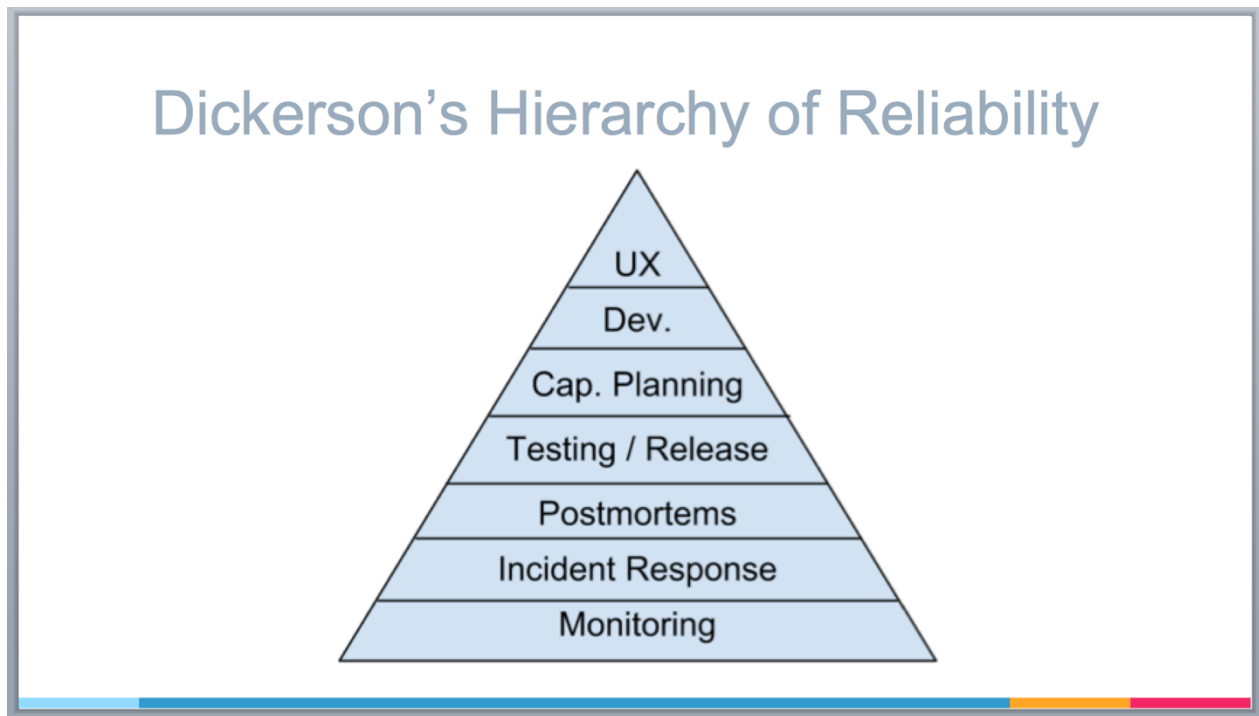 Dickerson’s Hierarchy of Reliability
UX
Dev.
Cap. Planning
Testing / Release
Postmortems
Incident Response
Monitoring